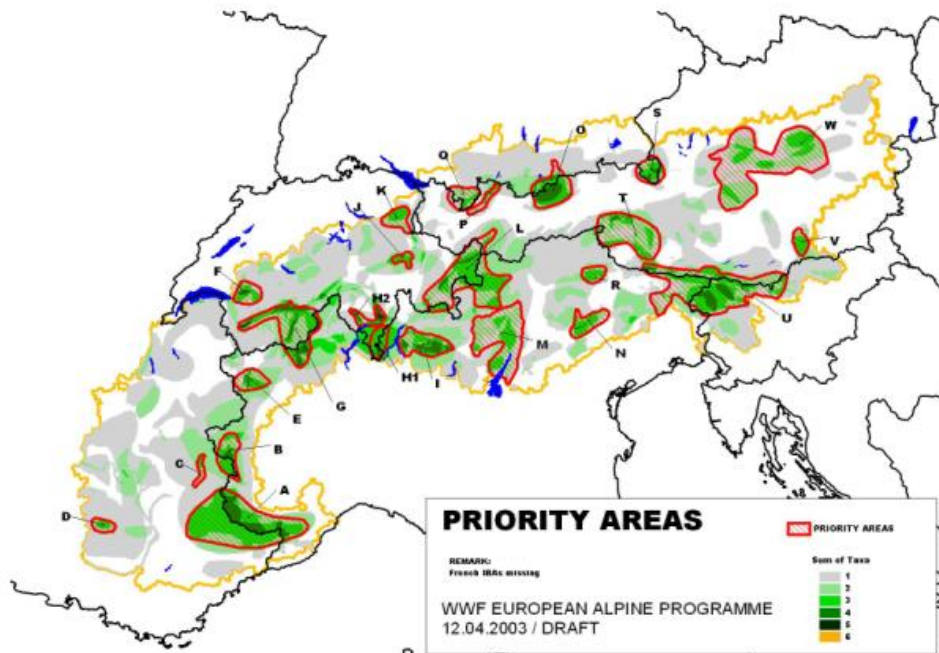 S
O
W
Q
K
P
J
L
T
V
F
H2
R
U
M
N
H1
I
G
E
B
C
A
D
PRIORITY AREAS
PRIORITY AREAS
REMARK:
French IBAs missing
Sum of Taxa
1
2
3
4
5
6
WWF EUROPEAN ALPINE PROGRAMME
12.04.2003 / DRAFT